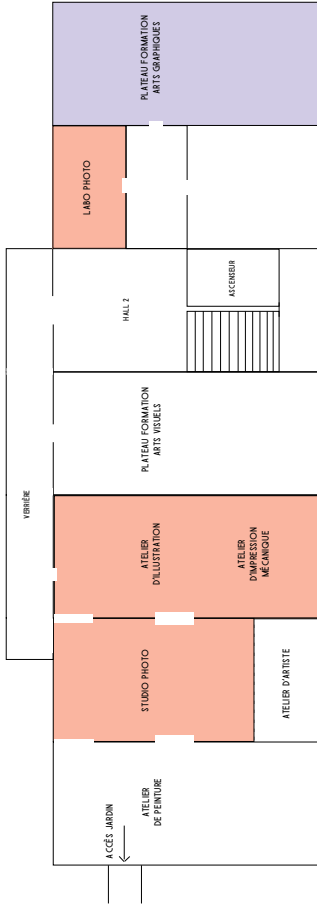 PLATEAU FORMATION
ARTS GRAPHIQUES
LABO PHOTO
HALL 2
ASCENSEUR
VERRIÈRE
PLATEAU FORMATION
ARTS VISUELS
ATELIER
D'ILLUSTRATION
ATELIER
D'IMPRESSION
MÉCANIQUE
STUDIO PHOTO
ATELIER D'ARTISTE
ACCÈS JARDIN
ATELIER
DE PEINTURE